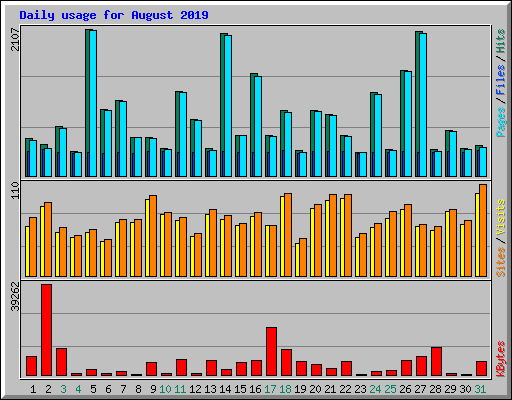 Daily usage for August 2019
2107
Pages / Files / Hits
110
Sites / Visits
39262
KBytes
1 2 3 4 5 6 7 8 9 10 11 12 13 14 15 16 17 18 19 20 21 22 23 24 25 26 27 28 29 30 31